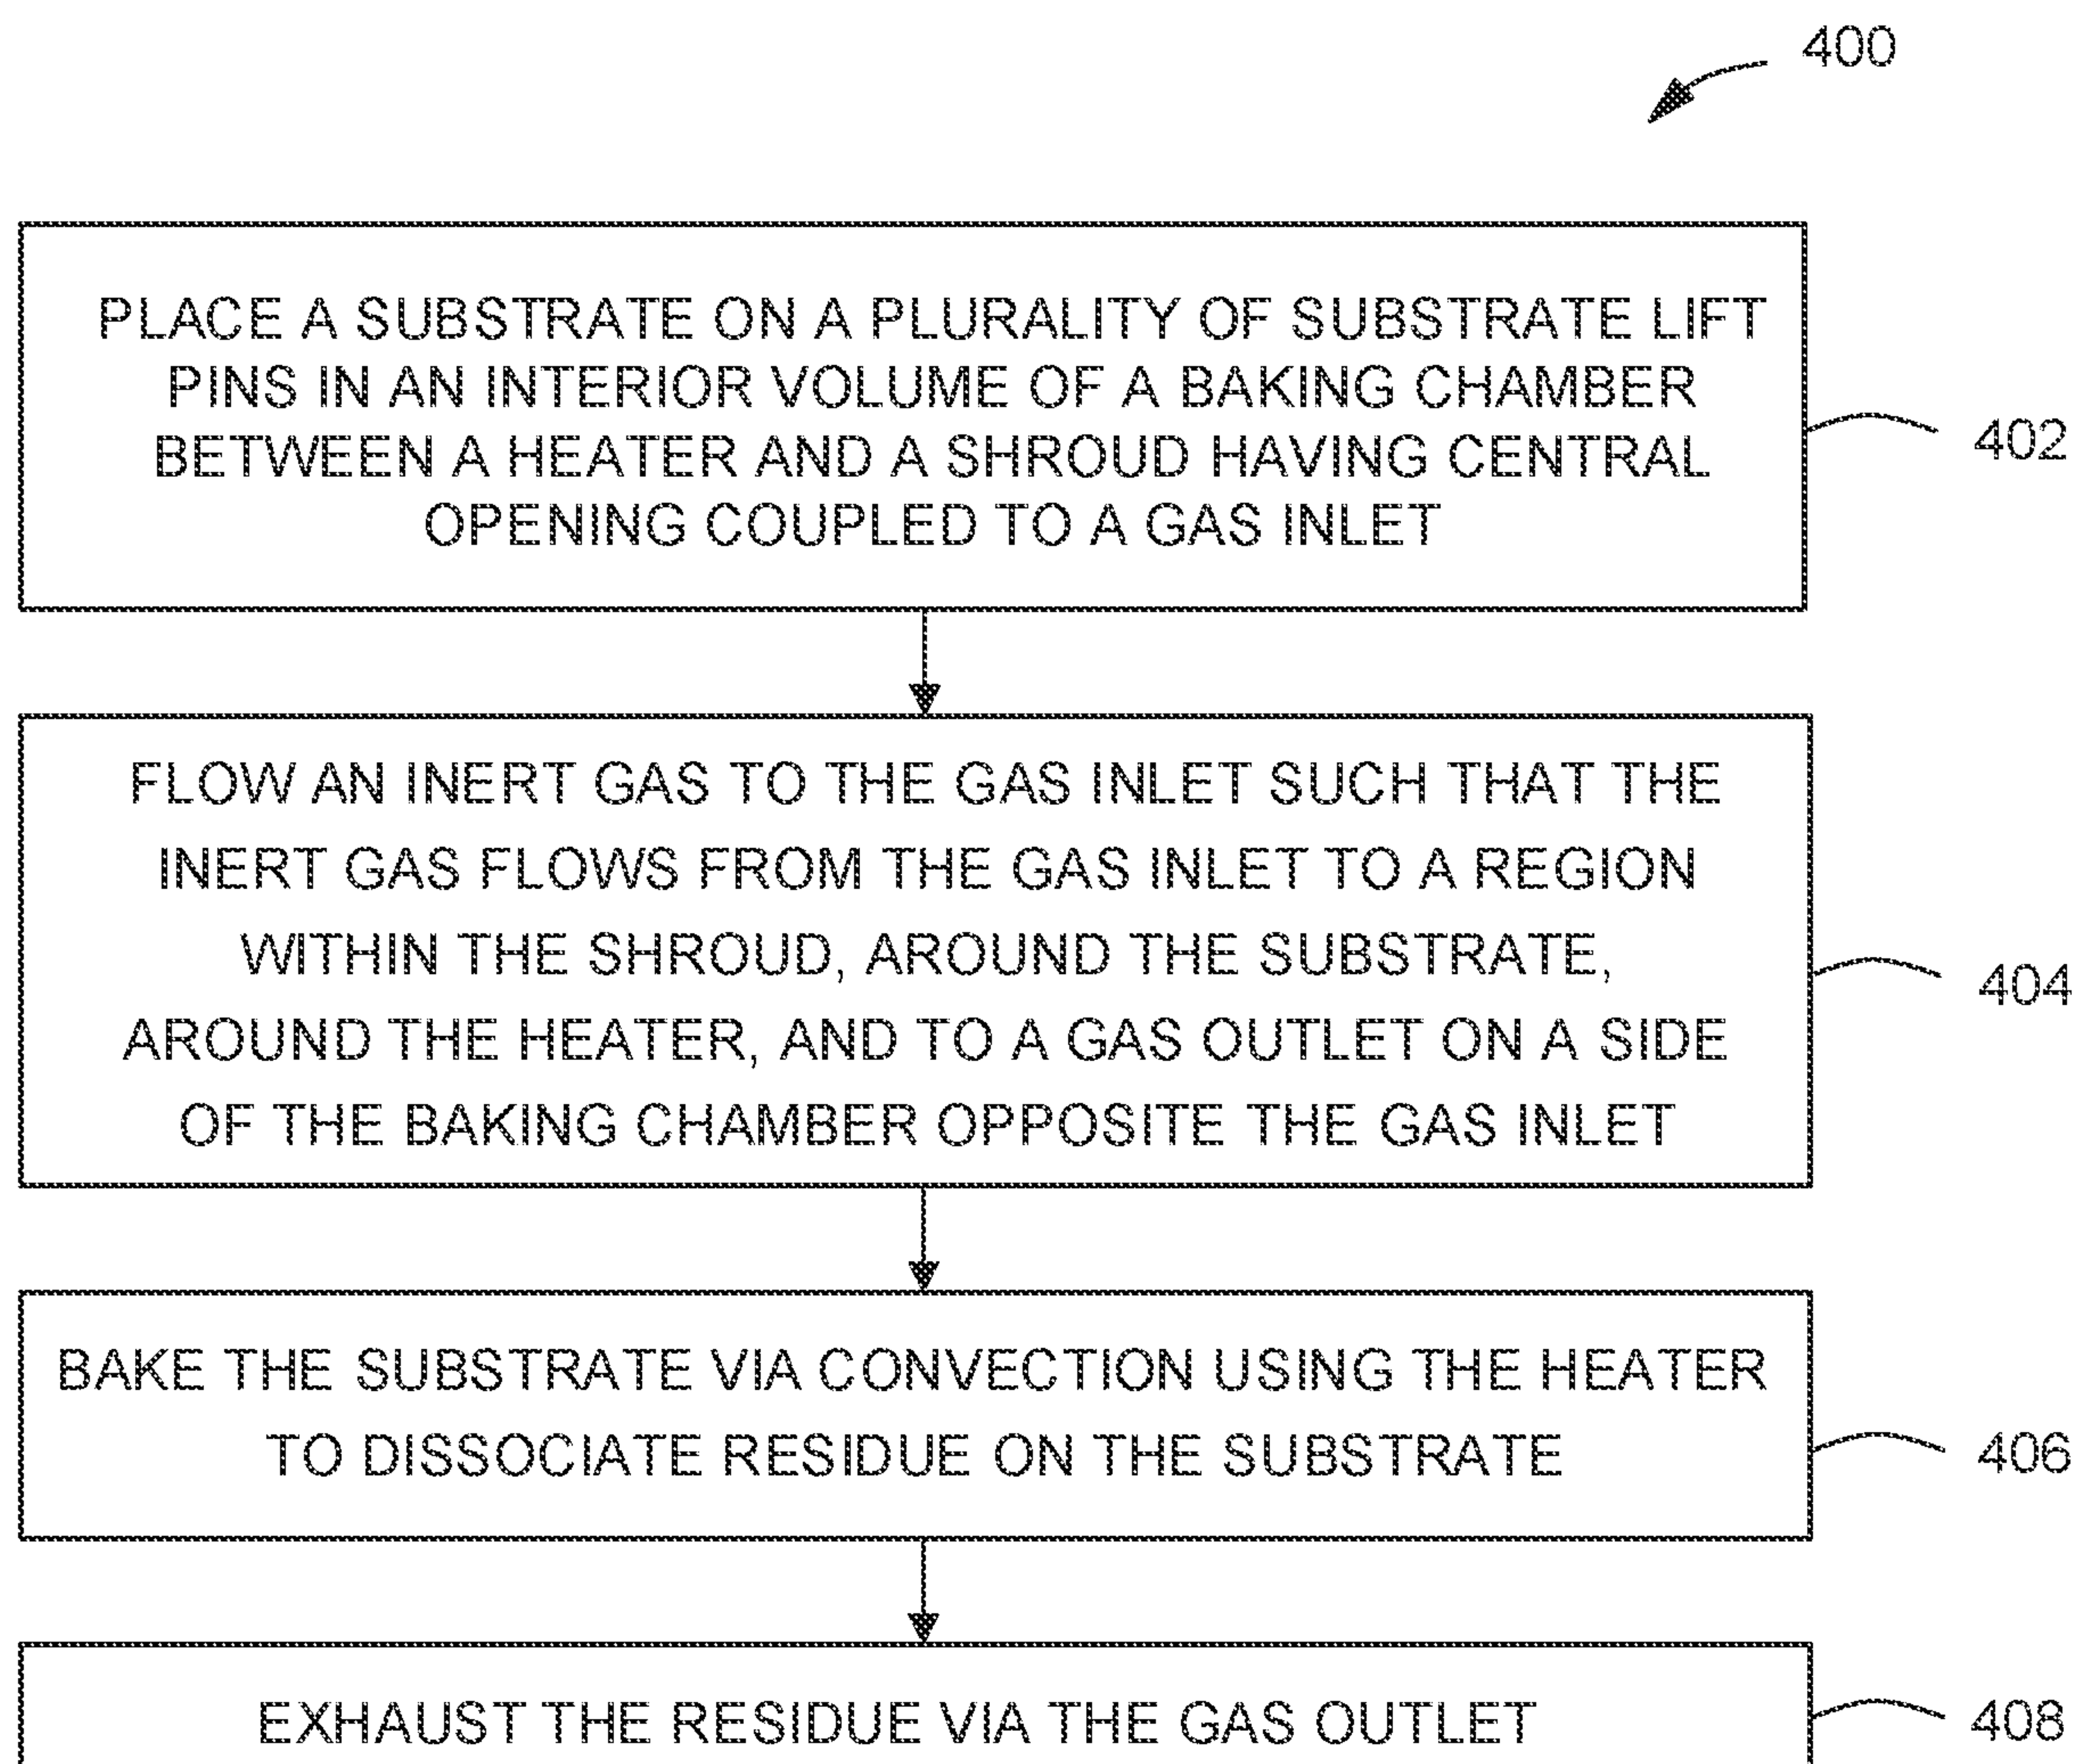 400
PLACE A SUBSTRATE ON A PLURALITY OF SUBSTRATE LIFT
PINS IN AN INTERIOR VOLUME OF A BAKING CHAMBER
BETWEEN A HEATER AND A SHROUD HAVING CENTRAL
OPENING COUPLED TO A GAS INLET
402
FLOW AN INERT GAS TO THE GAS INLET SUCH THAT THE
INERT GAS FLOWS FROM THE GAS INLET TO A REGION
WITHIN THE SHROUD, AROUND THE SUBSTRATE,
AROUND THE HEATER, AND TO A GAS OUTLET ON A SIDE
OF THE BAKING CHAMBER OPPOSITE THE GAS INLET
404
BAKE THE SUBSTRATE VIA CONVECTION USING THE HEATER
TO DISSOCIATE RESIDUE ON THE SUBSTRATE
406
EXHAUST THE RESIDUE VIA THE GAS OUTLET
408